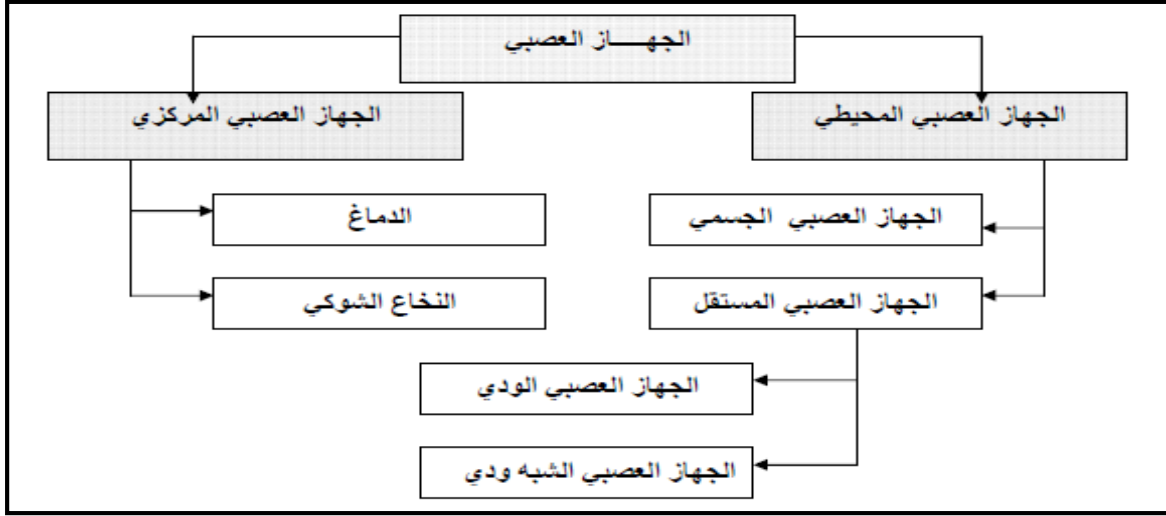 الجهـــــاز العصبي
الجهاز العصبي المحيطي
الجهاز العصبي المركزي
الجهاز العصبي الجسمي
الدماغ
الجهاز العصبي المستقل
النخاع الشوكي
الجهاز العصبي الودي
الجهاز العصبي الشبه ودي